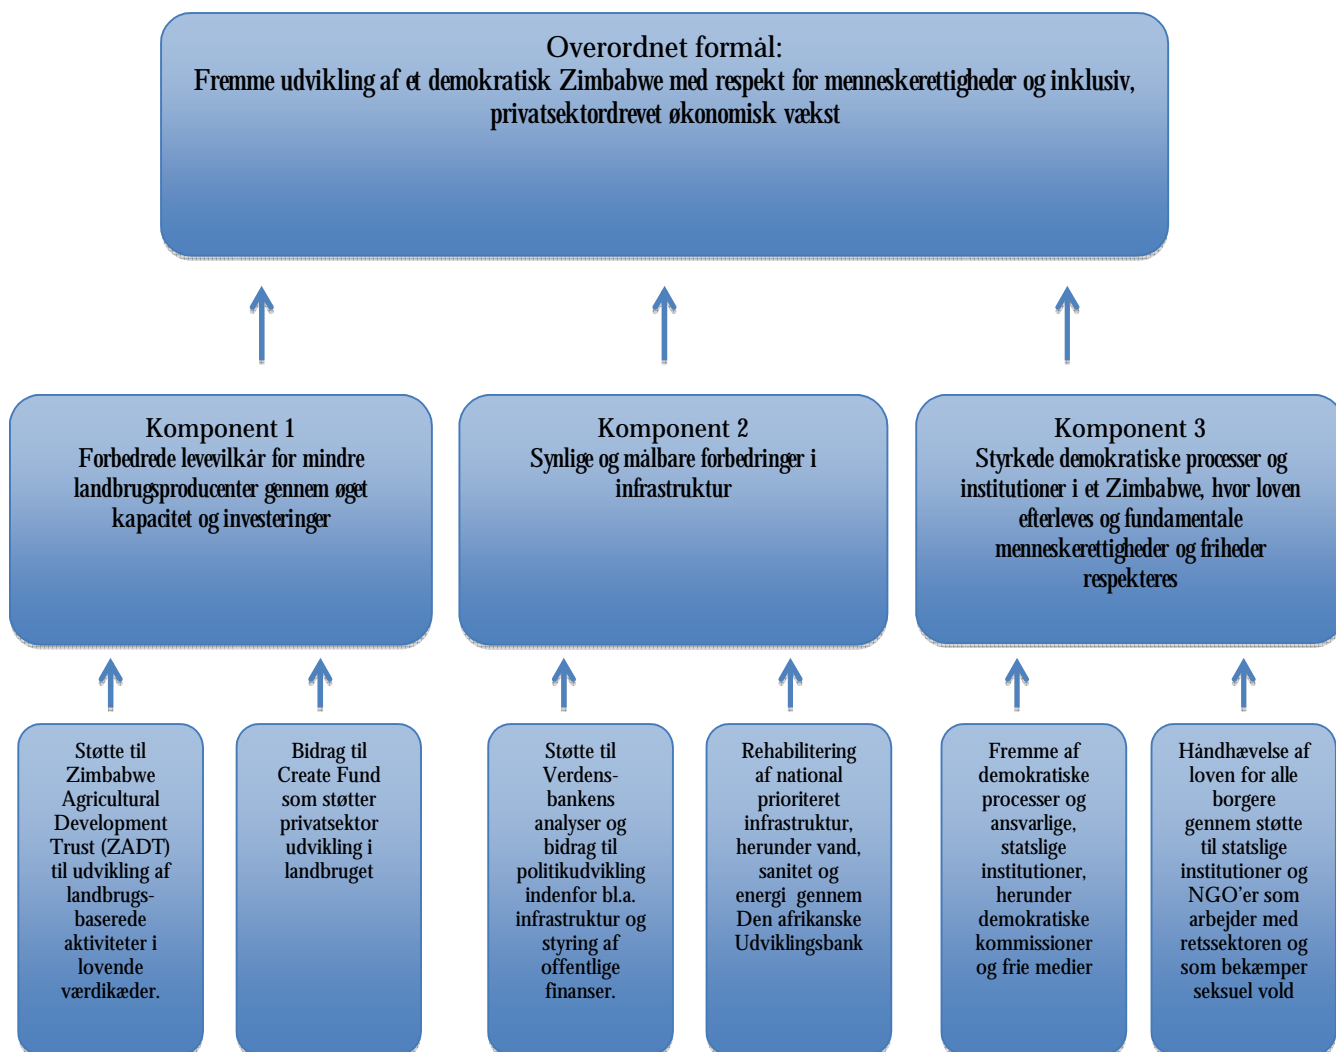 Overordnet formål:
Fremme udvikling af et demokratisk Zimbabwe med respekt for menneskerettigheder og inklusiv,
privatsektordrevet økonomisk vækst
Komponent 1
Forbedrede levevilkår for mindre
landbrugsproducenter gennem øget
kapacitet og investeringer
Komponent 2
Synlige og målbare forbedringer i
infrastruktur
Komponent 3
Styrkede demokratiske processer og
institutioner i et Zimbabwe, hvor loven
efterleves og fundamentale
menneskerettigheder og friheder
respekteres
Støtte til
Zimbabwe
Agricultural
Development
Trust (ZADT)
til udvikling af
landbrugs-
baserede
aktiviteter i
lovende
værdikæder.
Bidrag til
Create Fund
som støtter
privatsektor
udvikling i
landbruget
Støtte til
Verdens-
bankens
analyser og
bidrag til
politikudvikling
indenfor bl.a.
infrastruktur og
styring af
offentlige
finanser.
Rehabilitering
af national
prioriteret
infrastruktur,
herunder vand,
sanitet og
energi gennem
Den afrikanske
Udviklingsbank
Fremme af
demokratiske
processer og
ansvarlige,
statslige
institutioner,
herunder
demokratiske
kommissioner
og frie medier
Håndhævelse af
loven for alle
borgere
gennem støtte
til statslige
institutioner og
NGO'er som
arbejder med
retssektoren og
som bekæmper
seksuel vold